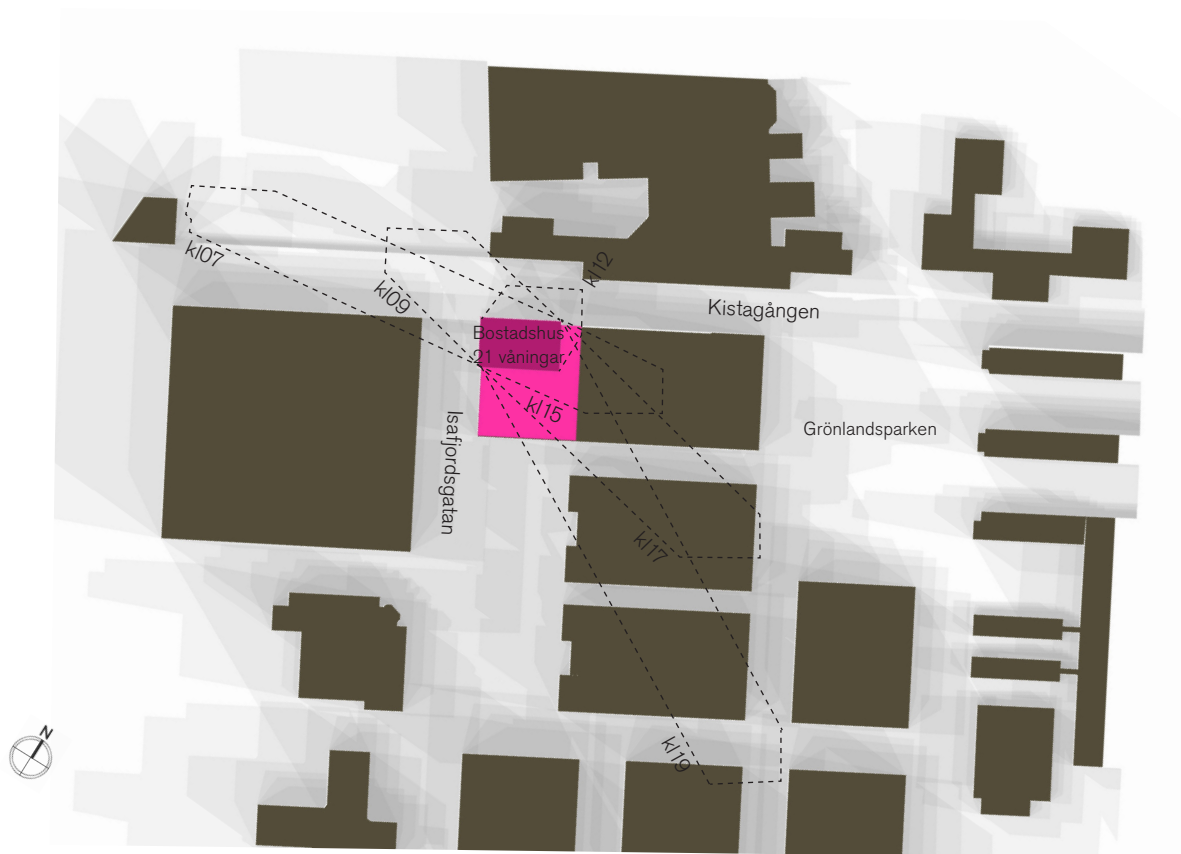 kl07
kl09
kl12
Kistagången
Bostadshus
21 våningar
kl15
Isafjordsgatan
Grönlandsparken
kl17
kl19
N